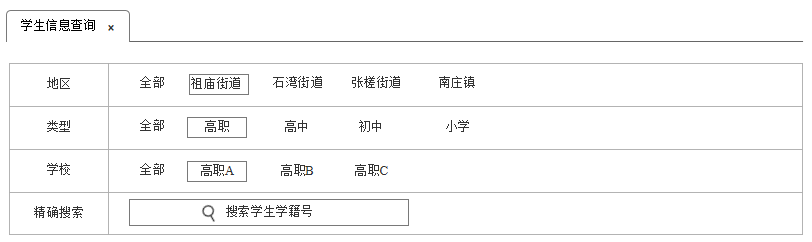 学生信息查询 ×
地区 全部 祖庙街道 石湾街道 张槎街道 南庄镇
类型 全部 高职 高中 初中 小学
学校 全部 高职A 高职B 高职C
精确搜索 搜索学生学籍号